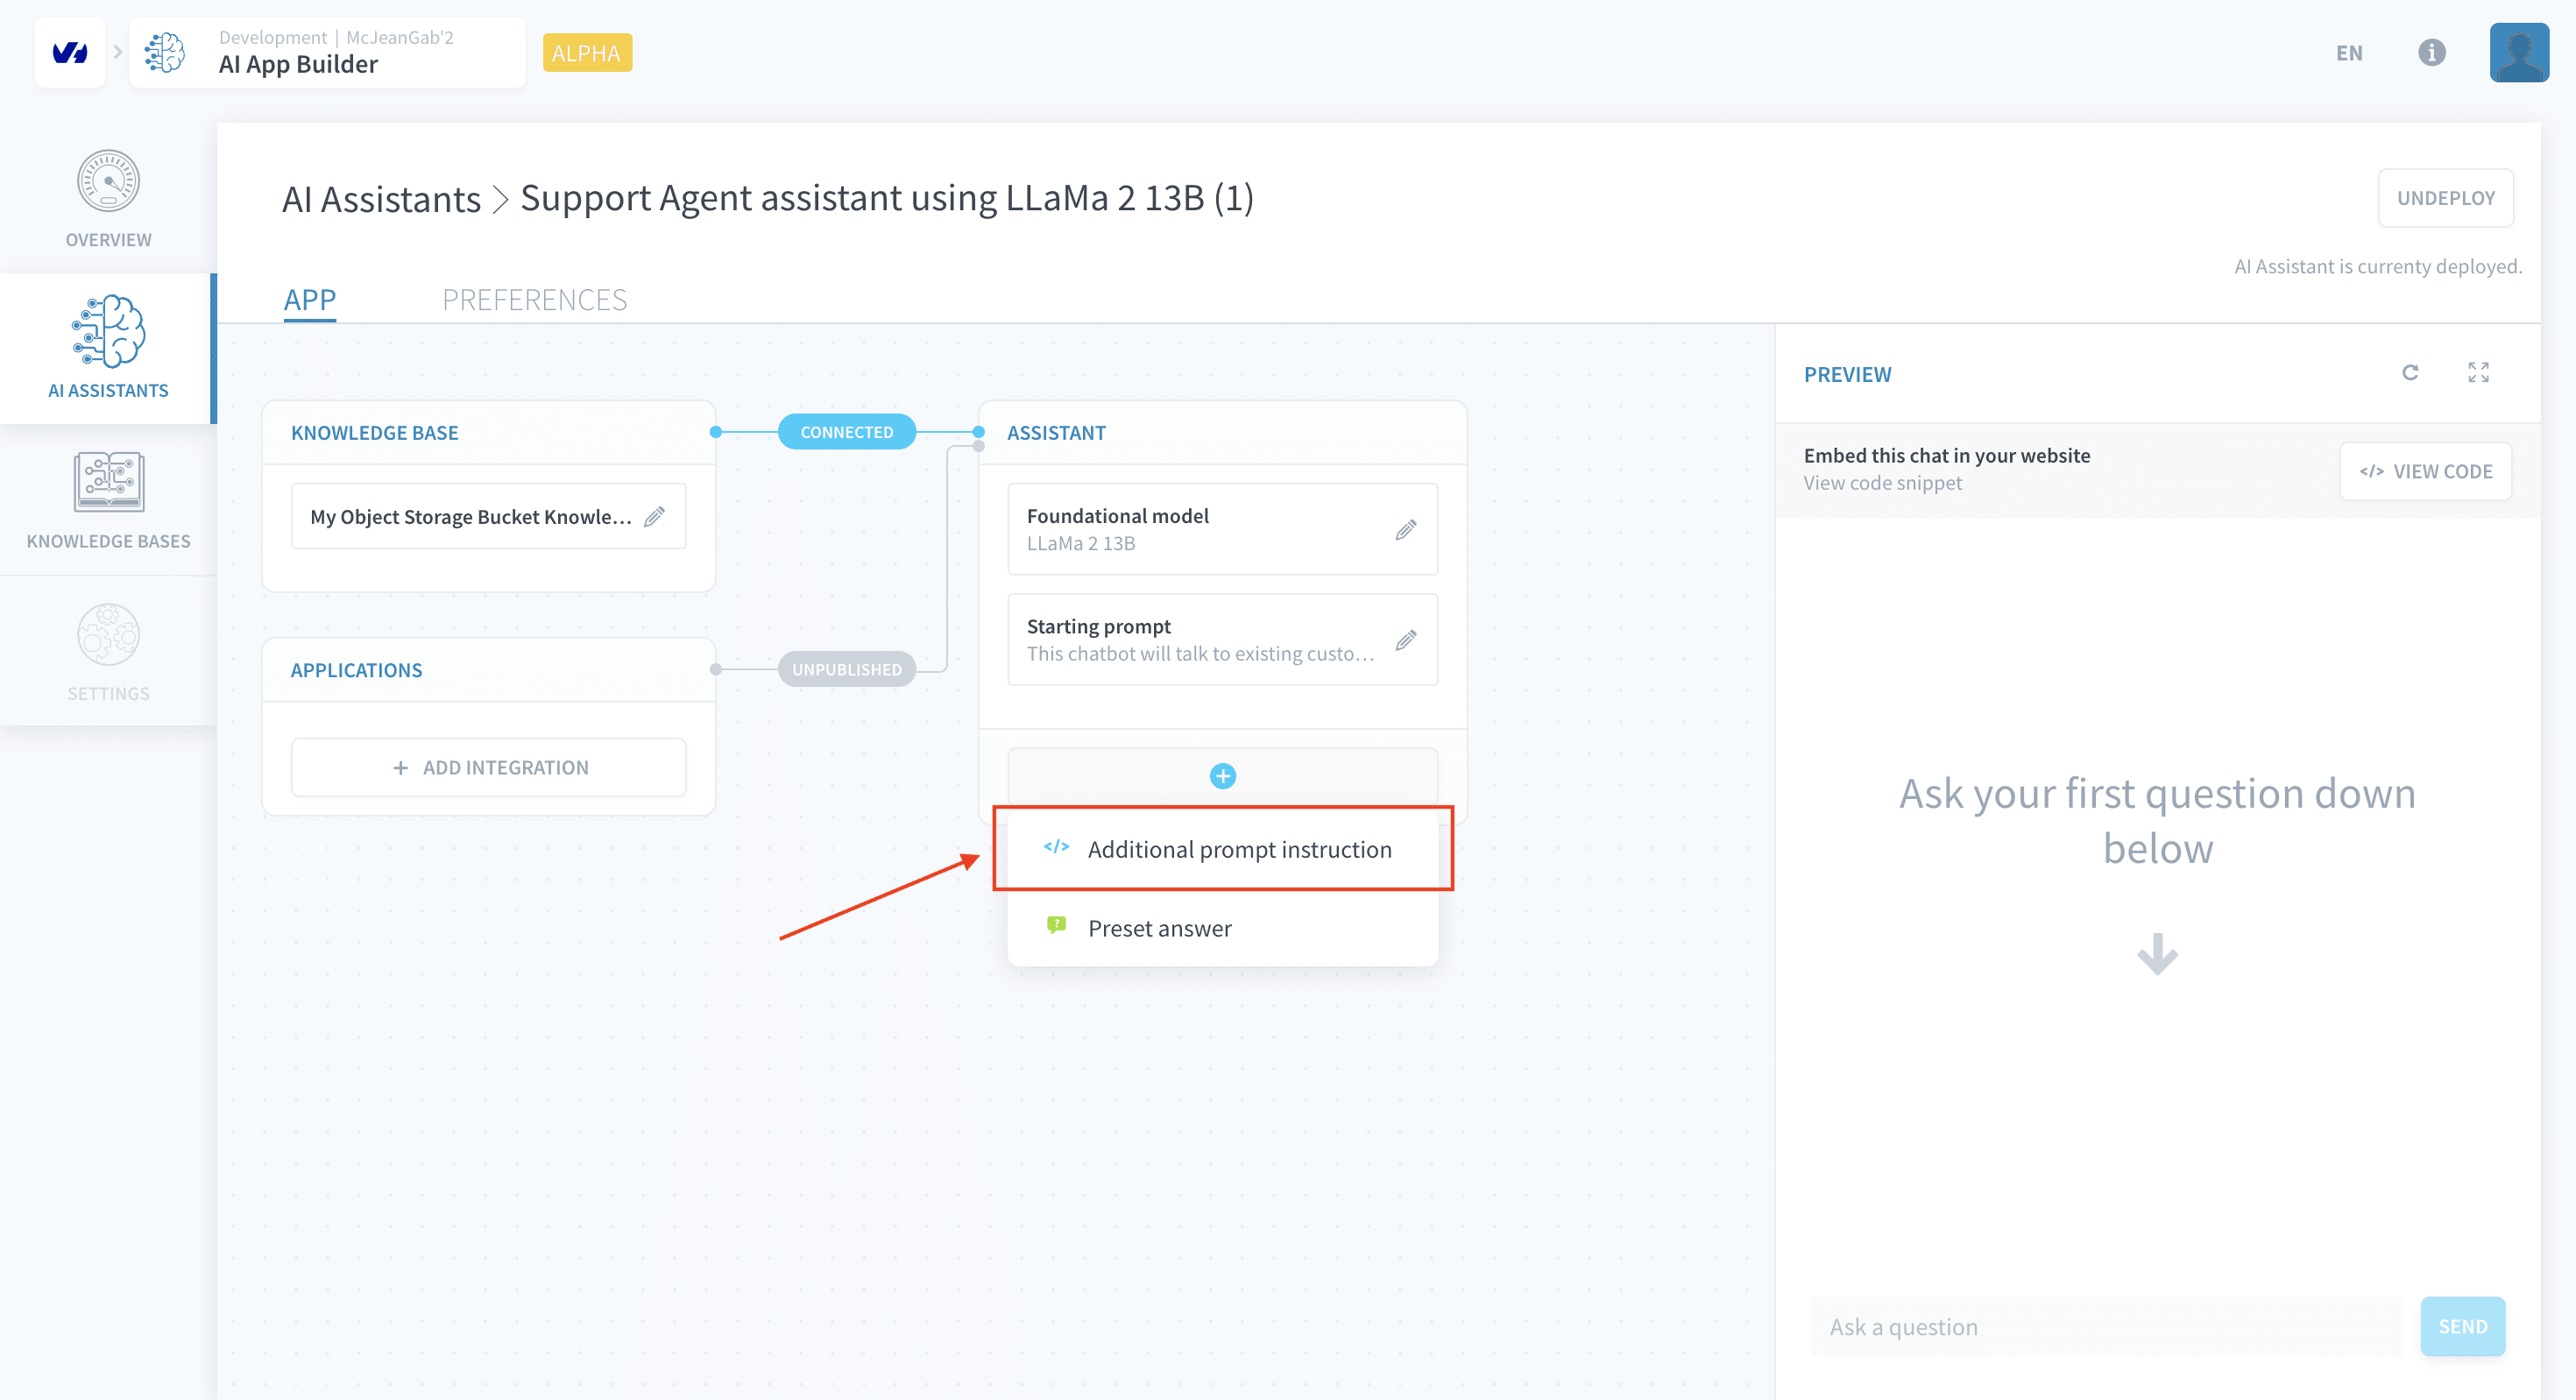 Development | McJeanGab'2
AI App Builder
ALPHA
EN
OVERVIEW
AI ASSISTANTS
KNOWLEDGE BASES
SETTINGS
AI Assistants > Support Agent assistant using LLaMa 2 13B (1)
UNDEPLOY
AI Assistant is currenty deployed.
APP
PREFERENCES
KNOWLEDGE BASE
My Object Storage Bucket Knowle...
CONNECTED
APPLICATIONS
UNPUBLISHED
+ ADD INTEGRATION
ASSISTANT
Foundational model
LLaMa 2 13B
Starting prompt
This chatbot will talk to existing custo...
</> Additional prompt instruction
Preset answer
PREVIEW
Embed this chat in your website
View code snippet
</> VIEW CODE
Ask your first question down
below
Ask a question
SEND